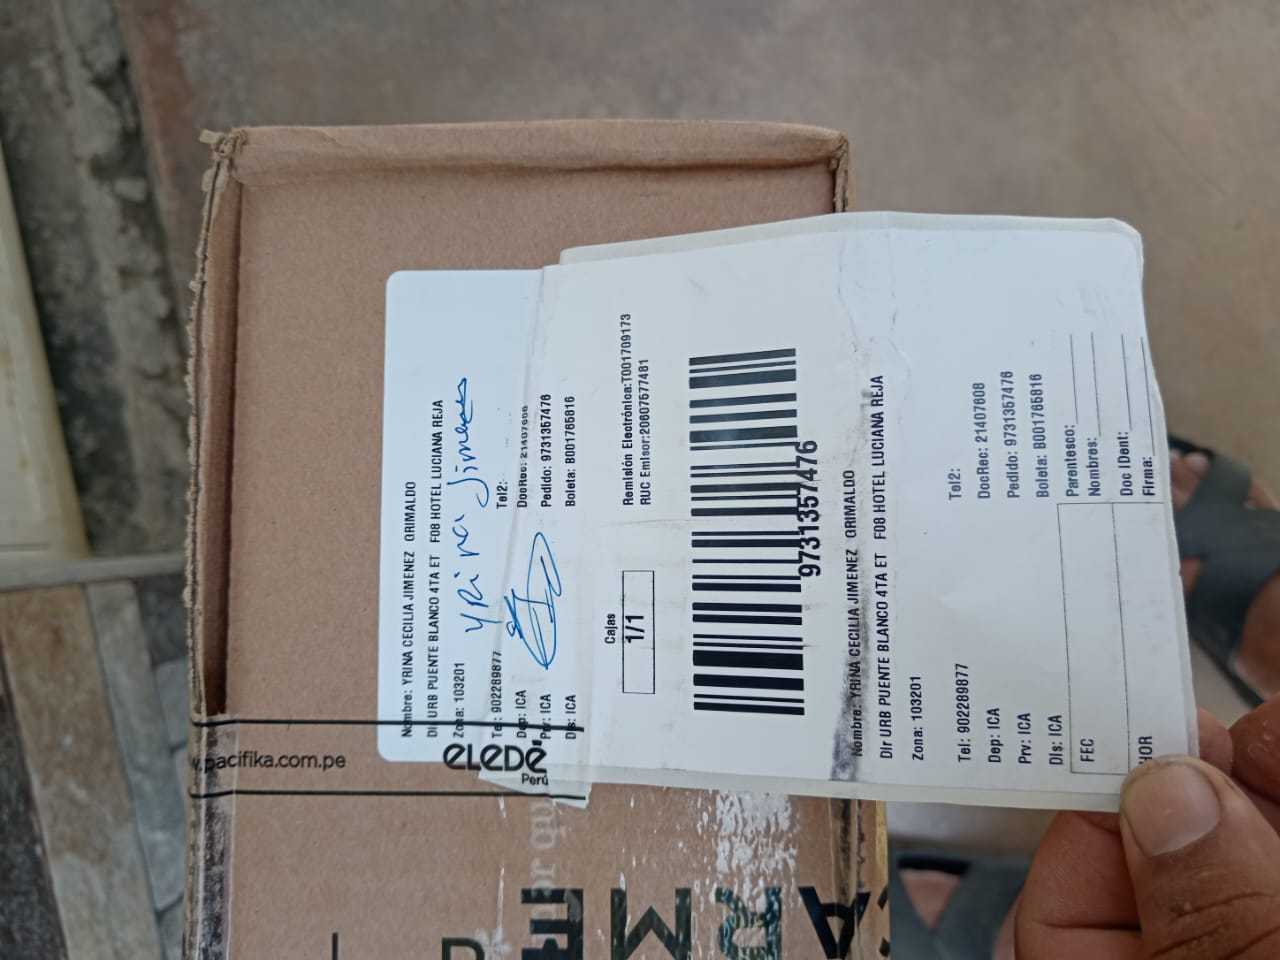 Nombre: YRINA CECILIA JIMENEZ GRIMALDO
Dir URB PUENTE BLANCO 4TA ET F08 HOTEL LUCIANA REJA
Zona: 103201
YRina Jimenez
Tel: 902289877
Tel2:
Dep: ICA
DocRec: 21407608
Prv: ICA
Pedido: 9731357476
Dis: ICA
Boleta: B001765816
Cajas
1/1
Remisión Electrónica:T001709173
RUC Emisor:20607577481
9731357476
Nombre: YRINA CECILIA JIMENEZ GRIMALDO
Dir URB PUENTE BLANCO 4TA ET F08 HOTEL LUCIANA REJA
Zona: 103201
Tel: 902289877
Tel2:
Dep: ICA
DocRec: 21407608
Prv: ICA
Pedido: 9731357476
Dis: ICA
Boleta: B001765816
FEC
Parentesco:
Nombres:
HOR
Doc IDent:
Firma:
.pacifika.com.pe
eLeDé
Perú